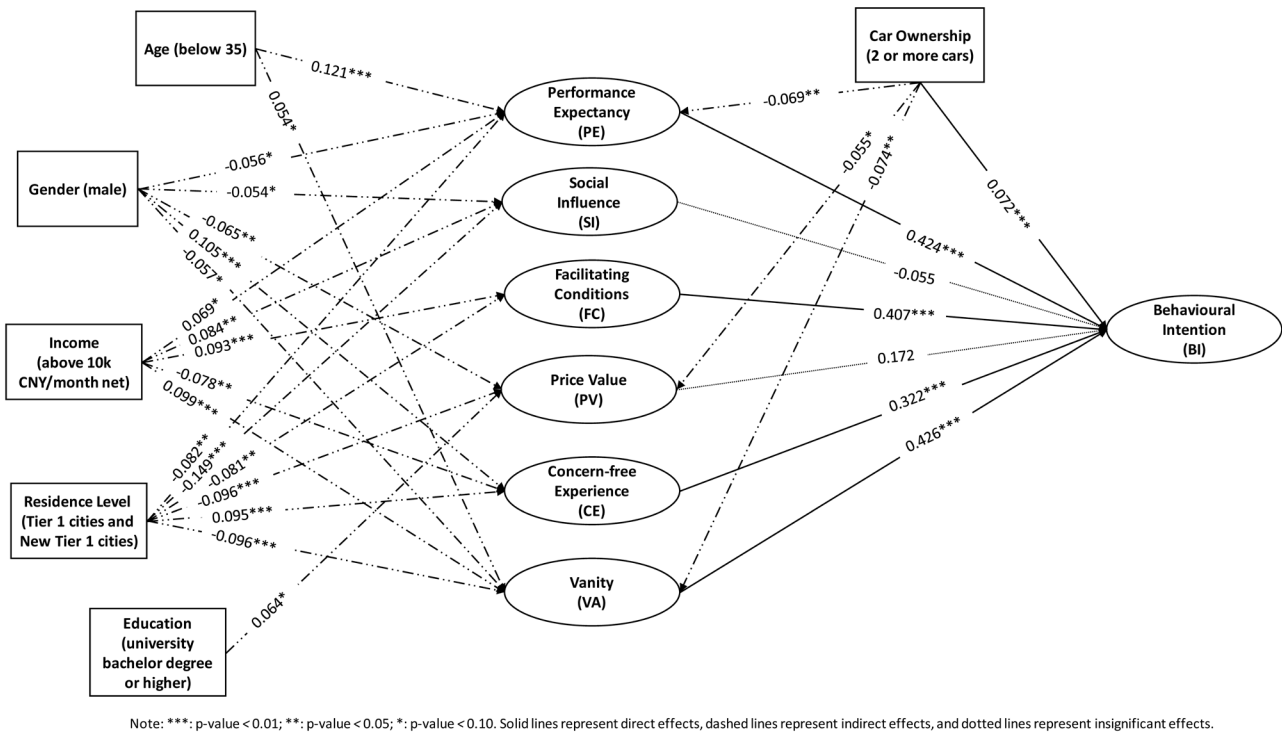 Age (below 35)
Car Ownership
(2 or more cars)
0.121***
0.054*
Performance
Expectancy
(PE)
-0.069**
-0.055*
-0.074**
0.072***
Gender (male)
-0.056*
-0.054*
-0.065**
0.105***
-0.057*
Social
Influence
(SI)
0.424***
-0.055
Facilitating
Conditions
(FC)
0.407***
Behavioural
Intention
(BI)
Income
(above 10k
CNY/month net)
0.069*
0.084**
0.093***
-0.078**
0.099***
Price Value
(PV)
0.172
0.322***
0.426***
Residence Level
(Tier 1 cities and
New Tier 1 cities)
-0.082**
-0.149***
-0.081**
-0.096***
0.095***
-0.096***
Concern-free
Experience
(CE)
Vanity
(VA)
Education
(university
bachelor degree
or higher)
0.064*
Note: ***: p-value < 0.01; **: p-value < 0.05; *: p-value < 0.10. Solid lines represent direct effects, dashed lines represent indirect effects, and dotted lines represent insignificant effects.